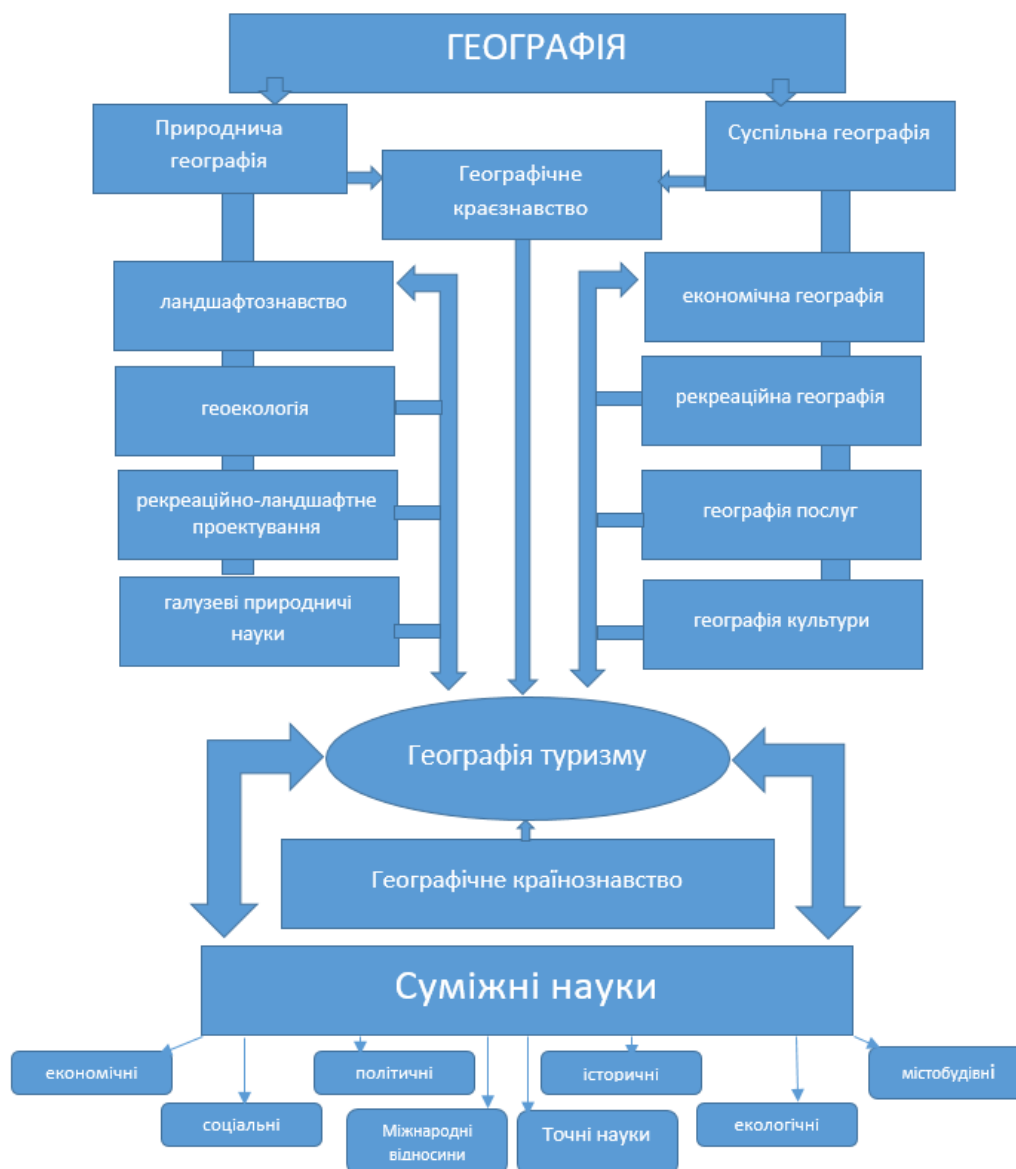 ГЕОГРАФІЯ
Природнича
географія
Суспільна географія
Географічне
краєзнавство
ландшафтознавство
економічна географія
геоекологія
рекреаційна географія
рекреаційно-ландшафтне
проектування
географія послуг
галузеві природничі
науки
географія культури
Географія туризму
Географічне країнознавство
Суміжні науки
економічні
політичні
історичні
містобудівні
соціальні
Міжнародні
відносини
Точні науки
екологічні